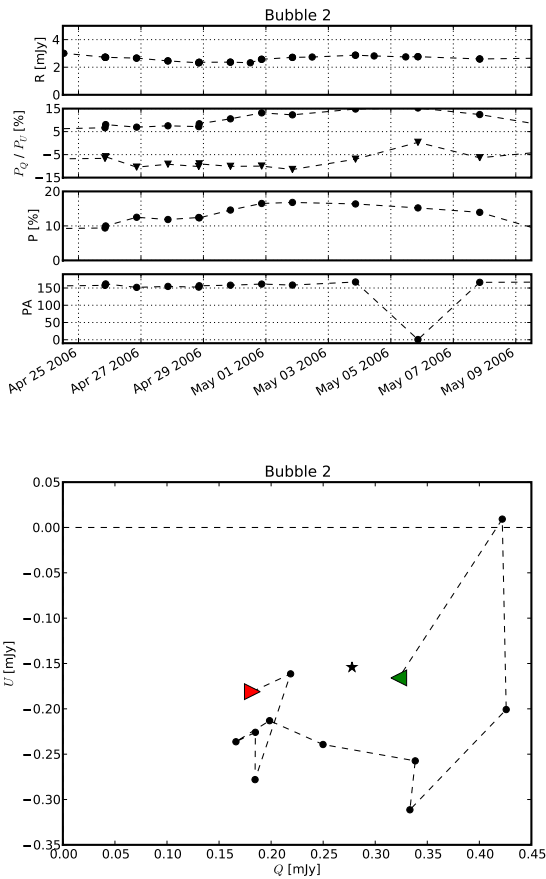 Bubble 2
R [mJy]
4
2
0
P_Q / P_U [%]
15
5
−5
−15
P [%]
20
10
0
PA
150
100
50
0
Apr 25 2006
Apr 27 2006
Apr 29 2006
May 01 2006
May 03 2006
May 05 2006
May 07 2006
May 09 2006
Bubble 2
U [mJy]
0.05
0.00
−0.05
−0.10
−0.15
−0.20
−0.25
−0.30
−0.35
0.00 0.05 0.10 0.15 0.20 0.25 0.30 0.35 0.40 0.45
Q [mJy]